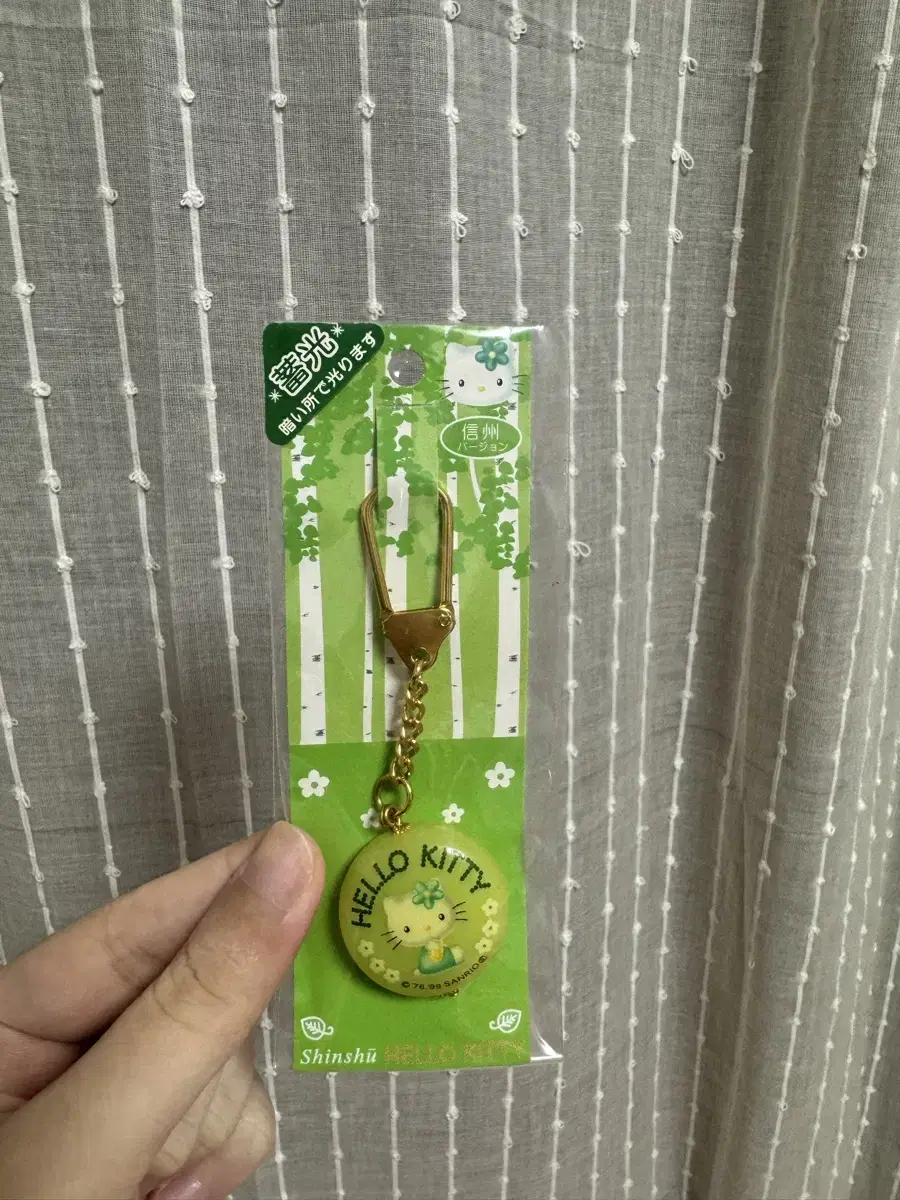 蓄光
暗い所で光ります
信州
バージョン
HELLO KITTY
©'76,'99 SANRIO
Shinshū HELLO KITTY